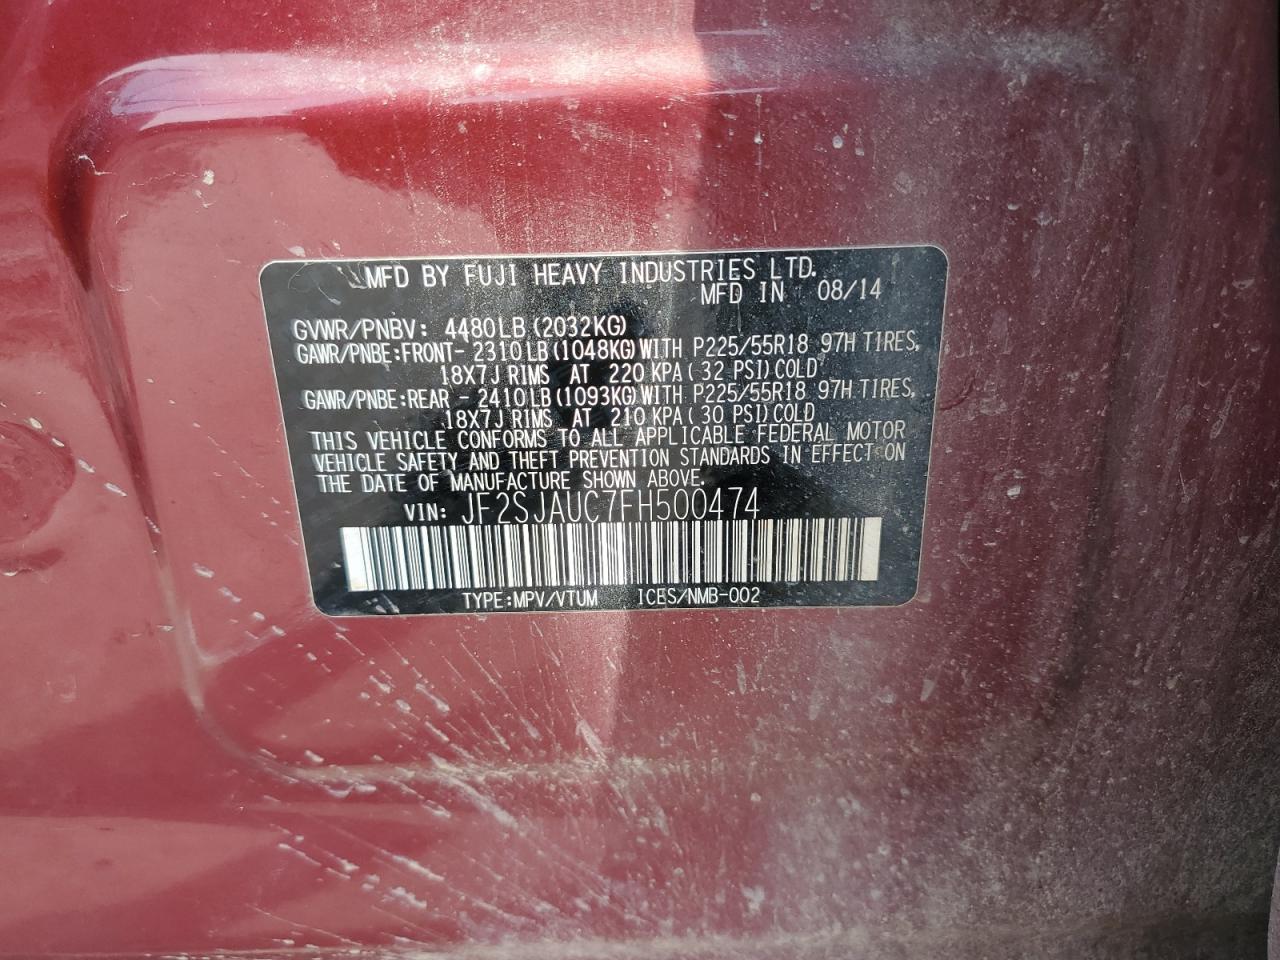 MFD BY FUJI HEAVY INDUSTRIES LTD.
MFD IN 08/14
GVWR/PNBV: 4480LB(2032KG)
GAWR/PNBE:FRONT- 2310LB(1048KG)WITH P225/55R18 97H TIRES,
18X7J RIMS AT 220 KPA(32 PSI)COLD
GAWR/PNBE:REAR - 2410LB(1093KG)WITH P225/55R18 97H TIRES,
18X7J RIMS AT 210 KPA(30 PSI)COLD
THIS VEHICLE CONFORMS TO ALL APPLICABLE FEDERAL MOTOR
VEHICLE SAFETY AND THEFT PREVENTION STANDARDS IN EFFECT ON
THE DATE OF MANUFACTURE SHOWN ABOVE.
VIN: JF2SJAUC7FH500474
TYPE:MPV/VTUM ICES/NMB-002